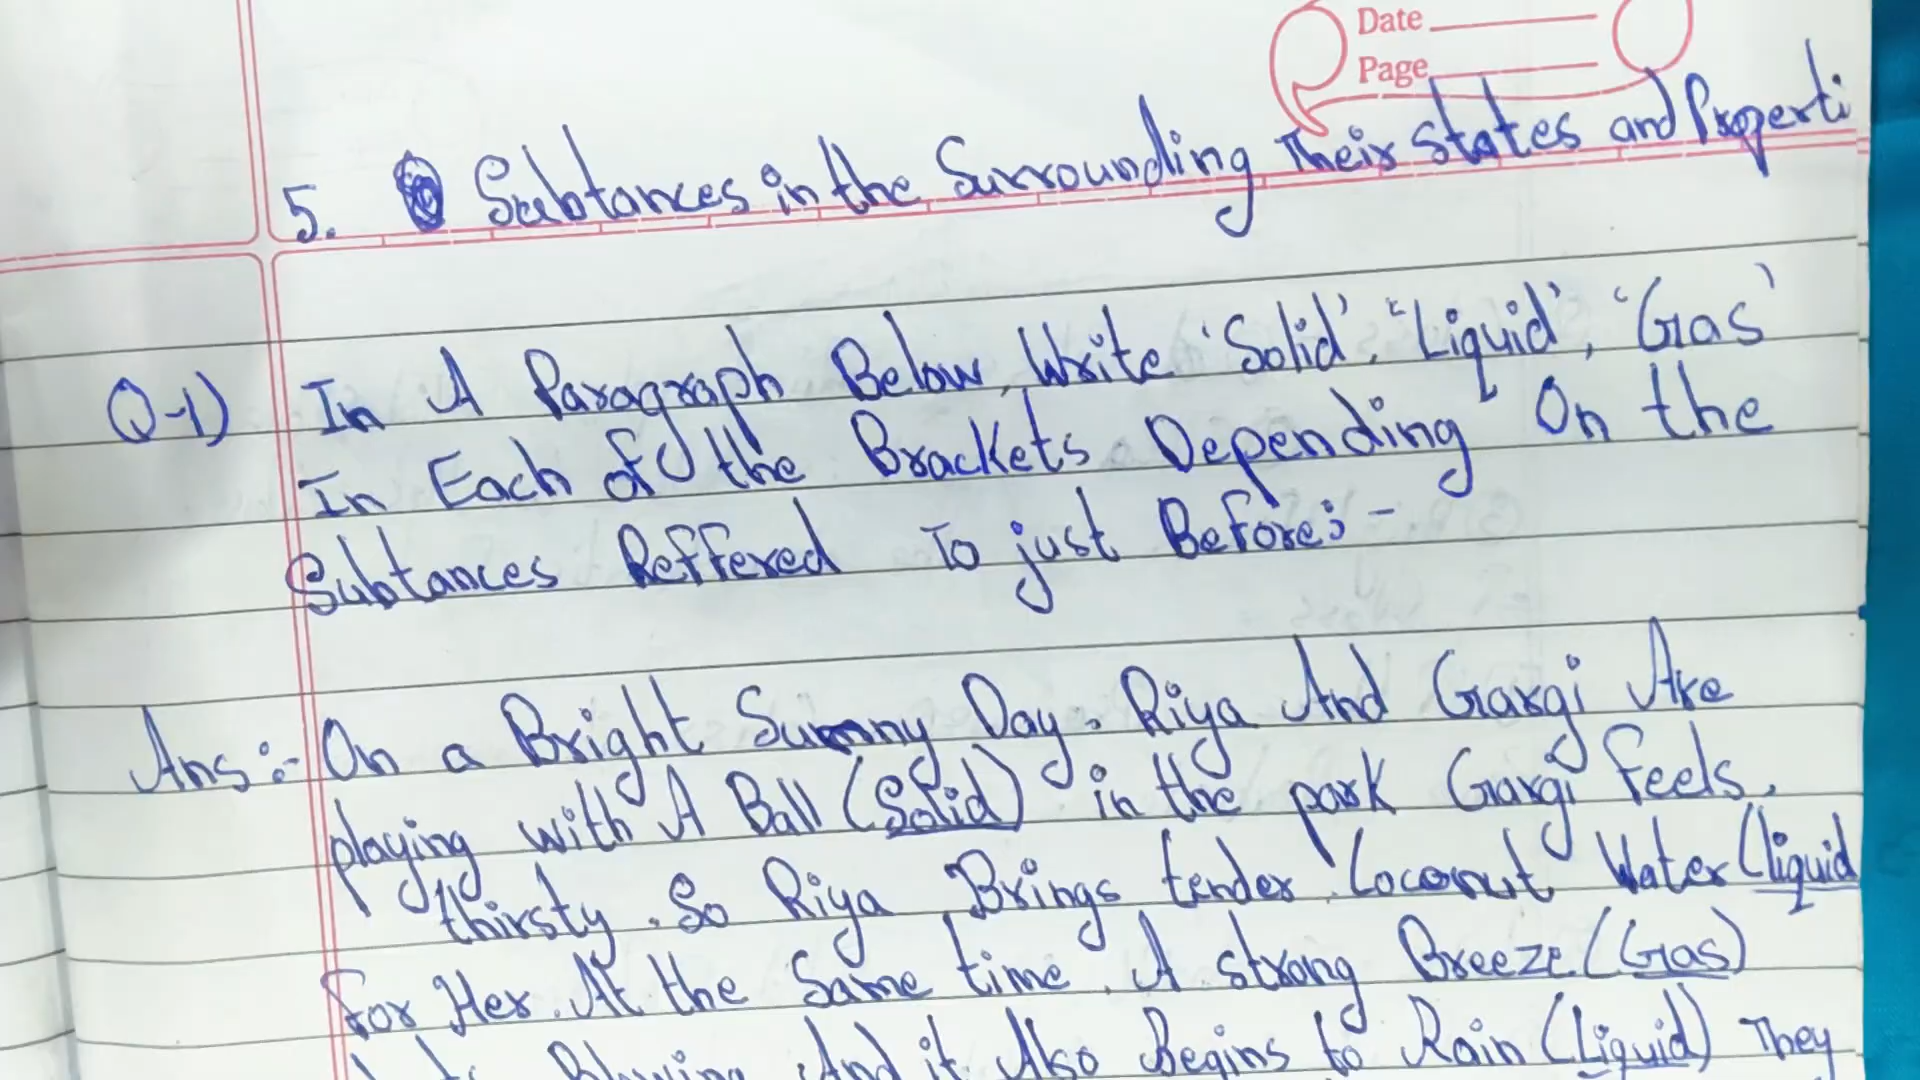 Date
Page
5. Subtances in the Surrounding Their states and Properti
Q-1) In A Paragraph Below, Write 'Solid', "Liquid', 'Gas'
In Each of the Brackets Depending On the
Subtances Reffered To just Before:-
Ans:- On a Bright Sunny Day. Riya And Gargi Are
playing with A Ball (Solid) in the park Gargi feels.
thirsty. So Riya Brings tender Coconut Water (liquid
for Her. At the Same time, A strong Breeze (Gas)
Blowing And it Also Begins to Rain (Liquid) They